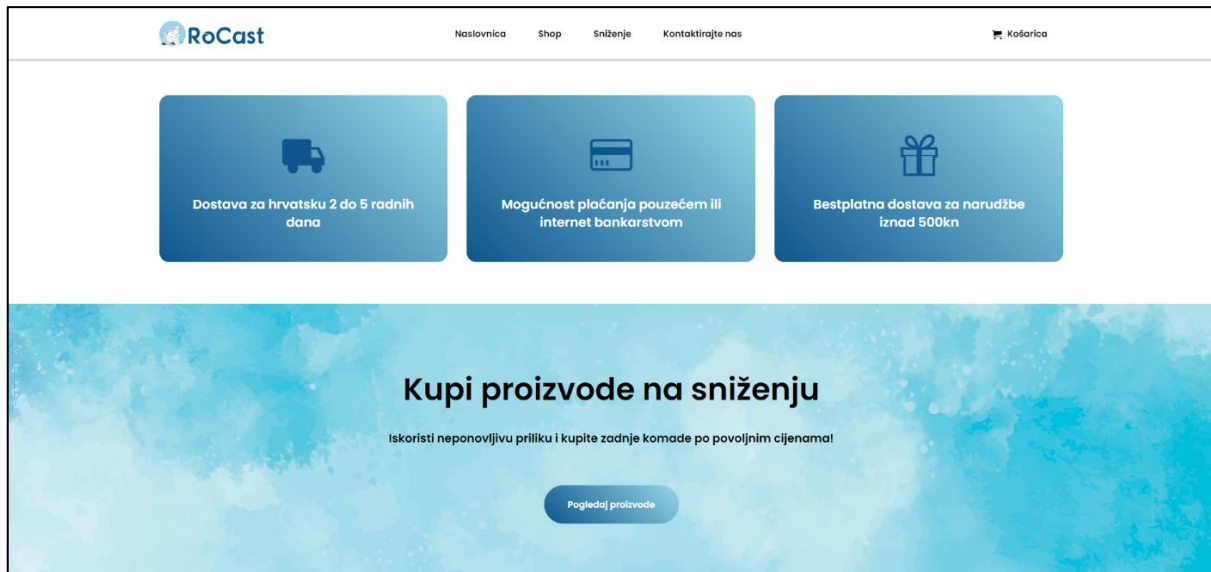 RoCast
Naslovnica Shop Sniženje Kontaktirajte nas Košarica
Dostava za hrvatsku 2 do 5 radnih
dana
Mogućnost plaćanja pouzećem ili
internet bankarstvom
Bestplatna dostava za narudžbe
iznad 500kn
Kupi proizvode na sniženju
Iskoristi neponovljivu priliku i kupite zadnje komade po povoljnim cijenama!
Pogledaj proizvode